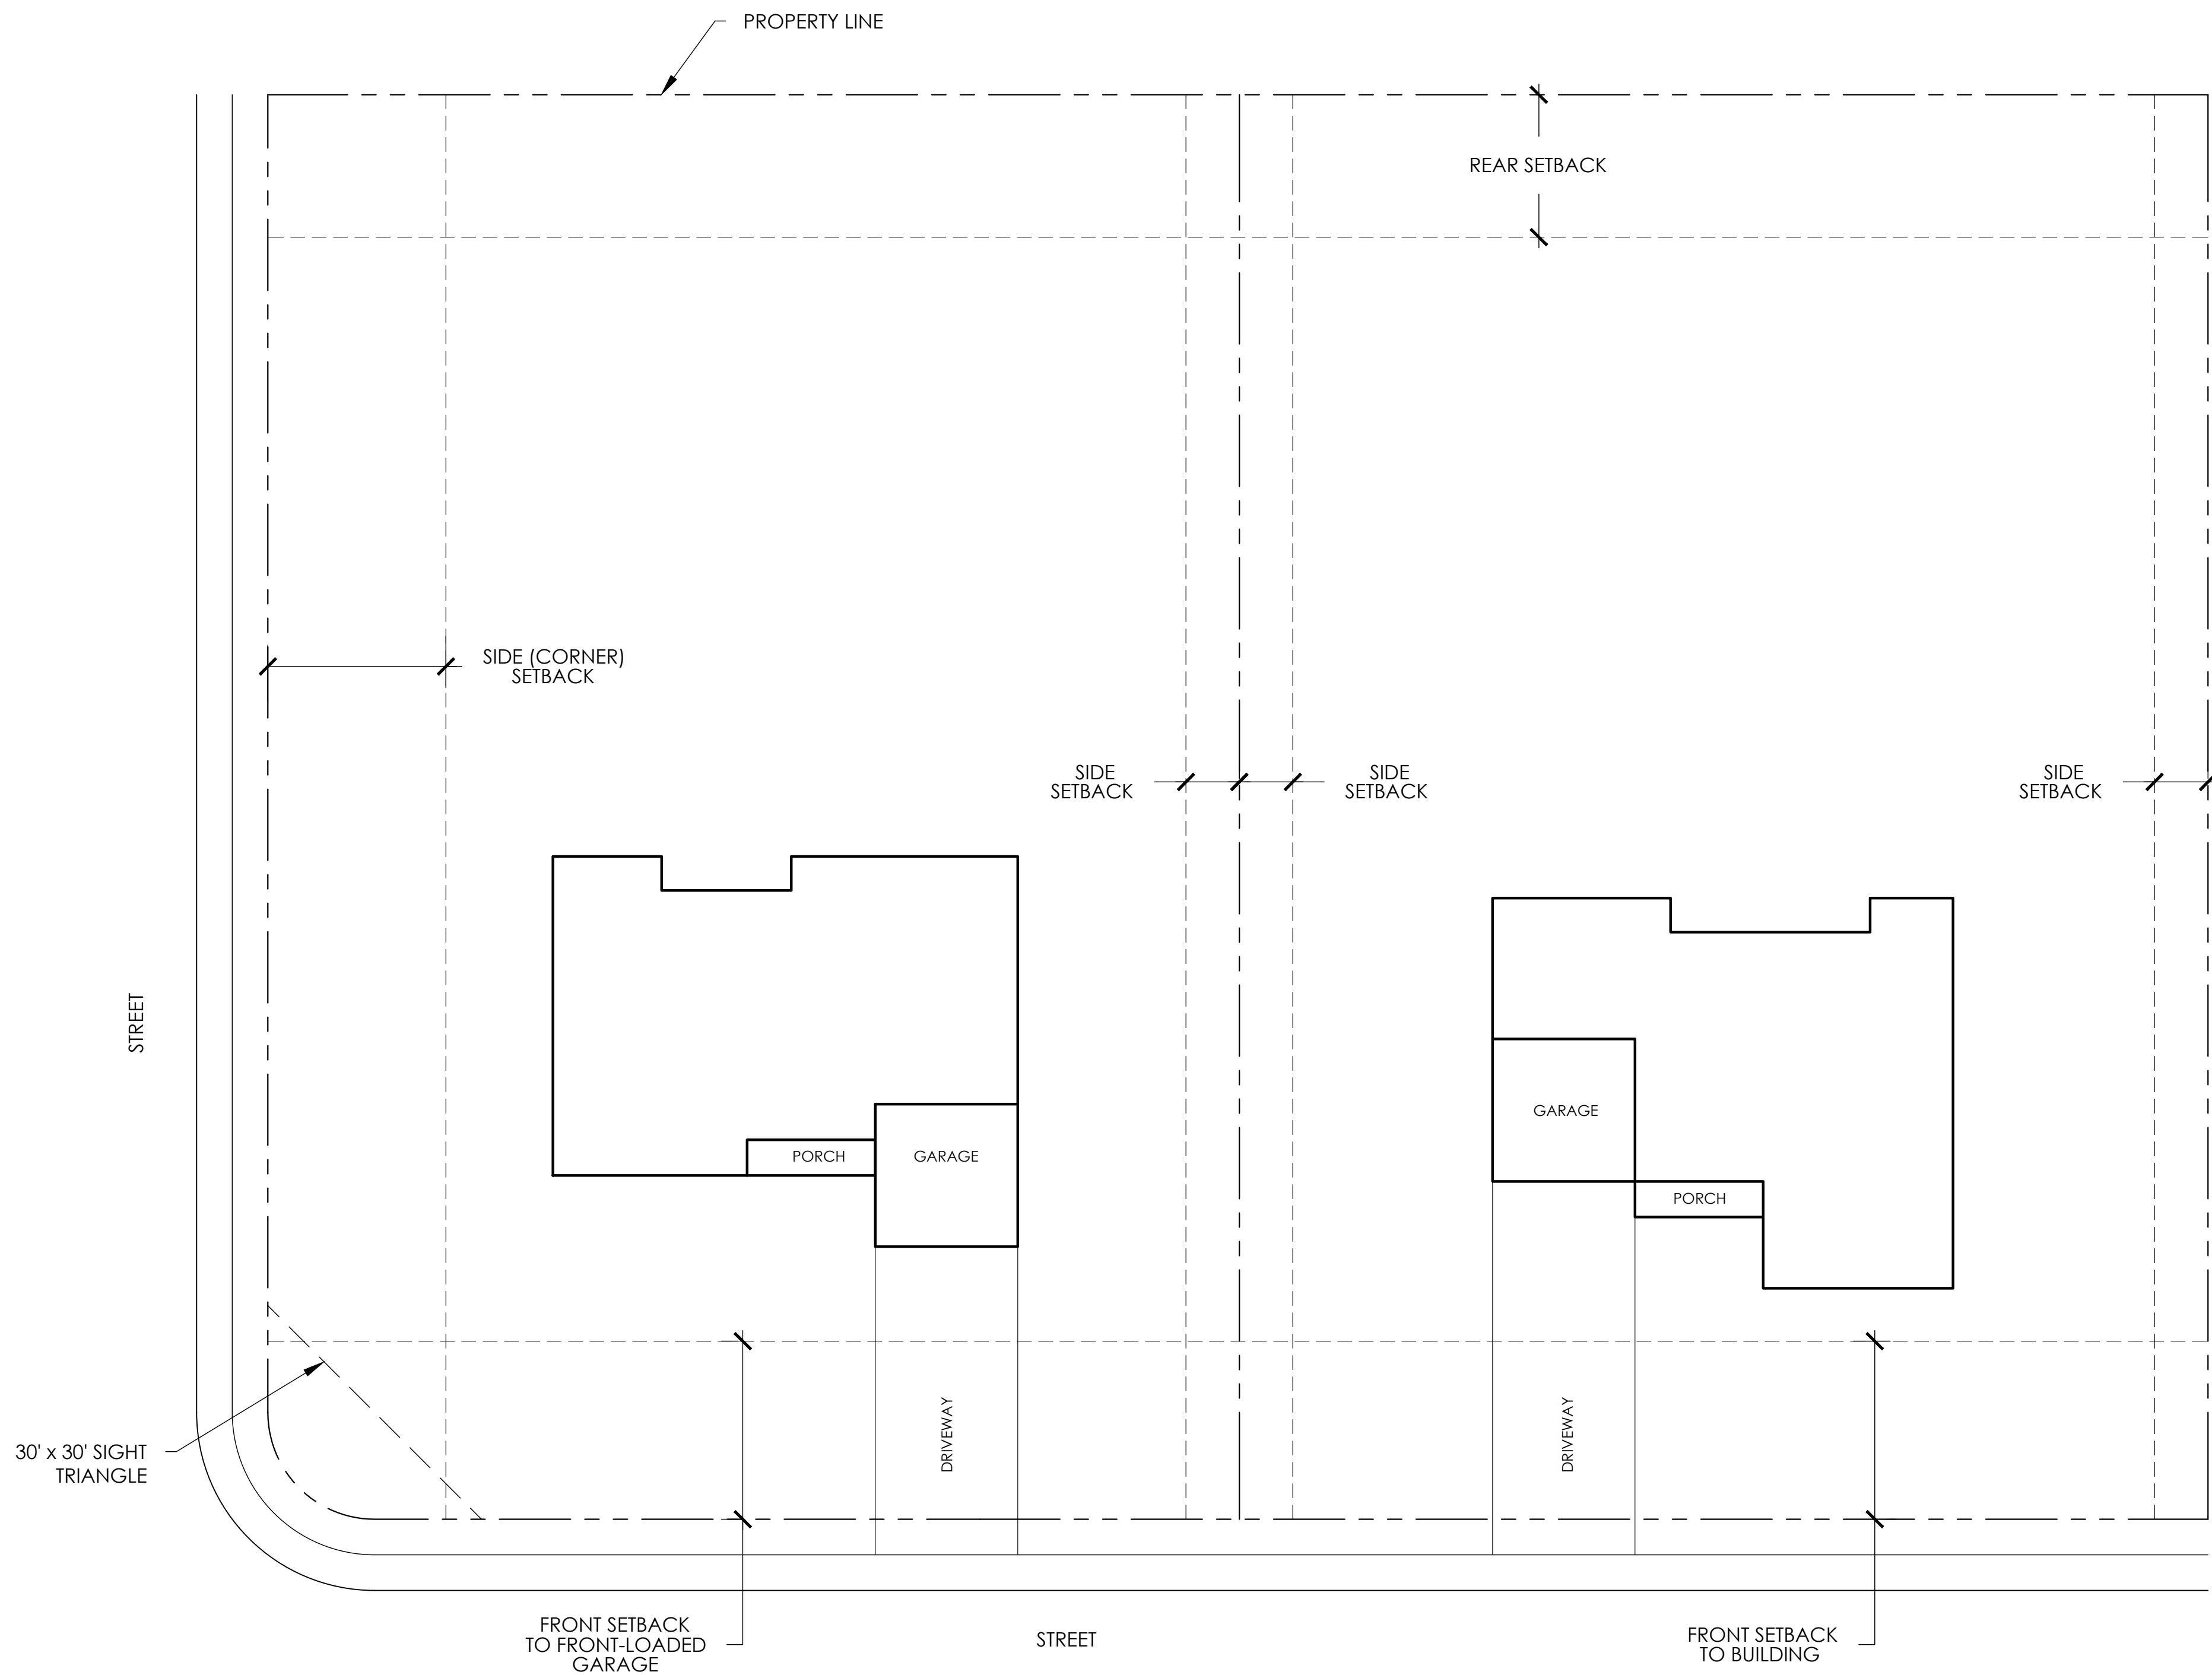 PROPERTY LINE
REAR SETBACK
SIDE (CORNER)
SETBACK
SIDE
SETBACK
SIDE
SETBACK
SIDE
SETBACK
STREET
GARAGE
PORCH
GARAGE
PORCH
DRIVEWAY
DRIVEWAY
30' x 30' SIGHT
TRIANGLE
FRONT SETBACK
TO FRONT-LOADED
GARAGE
STREET
FRONT SETBACK
TO BUILDING